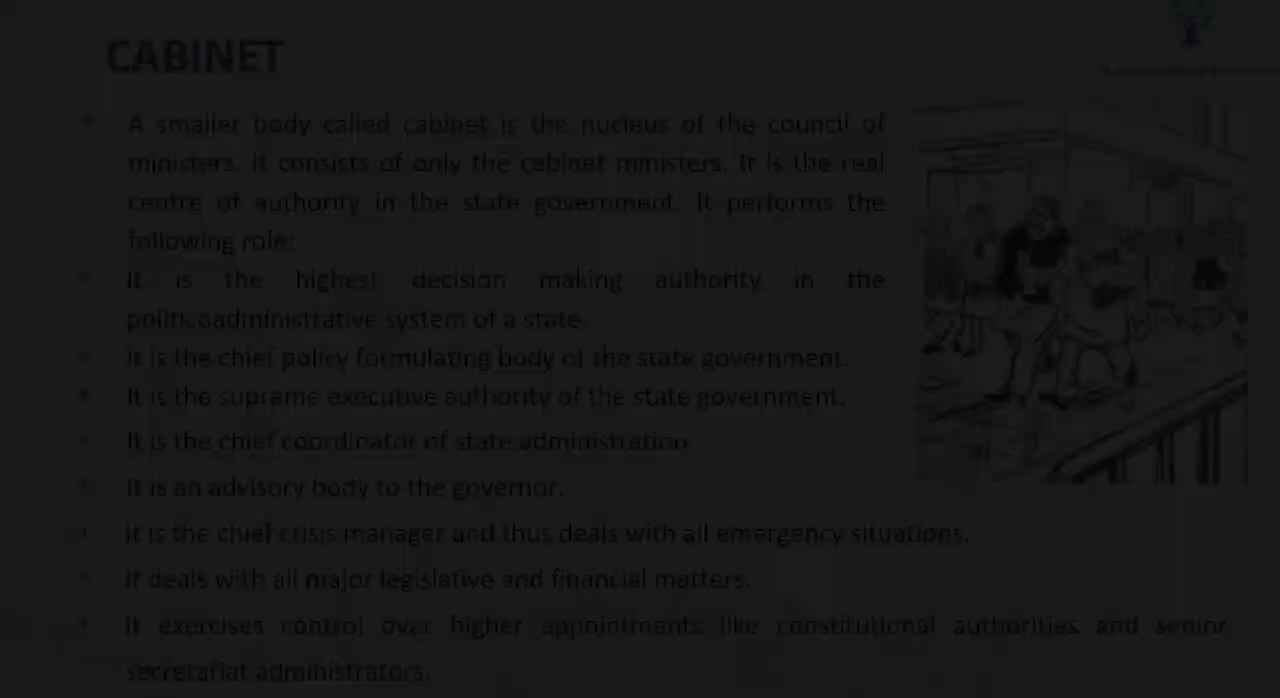 CABINET
A smaller body called cabinet is the nucleus of the council of
ministers. It consists of only the cabinet ministers. It is the real
centre of authority in the state government. It performs the
following role:
It is the highest decision making authority in the
politicoadministrative system of a state.
It is the chief policy formulating body of the state government.
It is the supreme executive authority of the state government.
It is the chief coordinator of state administration
It is an advisory body to the governor.
It is the chief crisis manager and thus deals with all emergency situations.
It deals with all major legislative and financial matters.
It exercises control over higher appointments like constitutional authorities and senior
secretariat administrators.